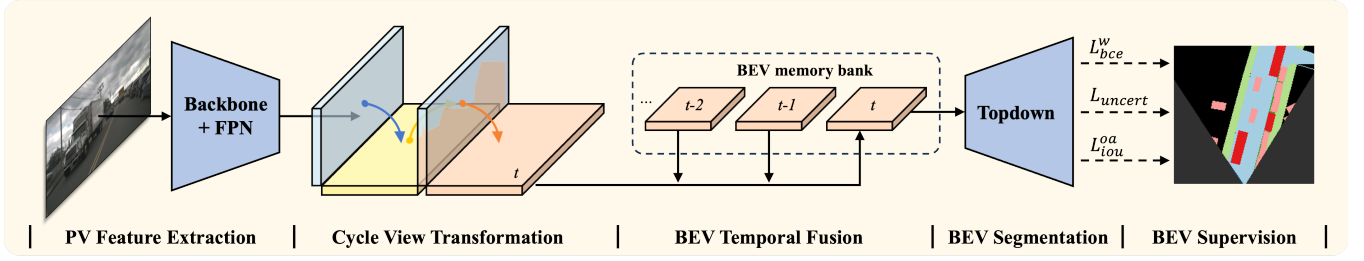 Backbone
+ FPN
t
BEV memory bank
...
t-2
t-1
t
Topdown
L^w_bce
L_uncert
L^oa_iou
PV Feature Extraction
Cycle View Transformation
BEV Temporal Fusion
BEV Segmentation
BEV Supervision